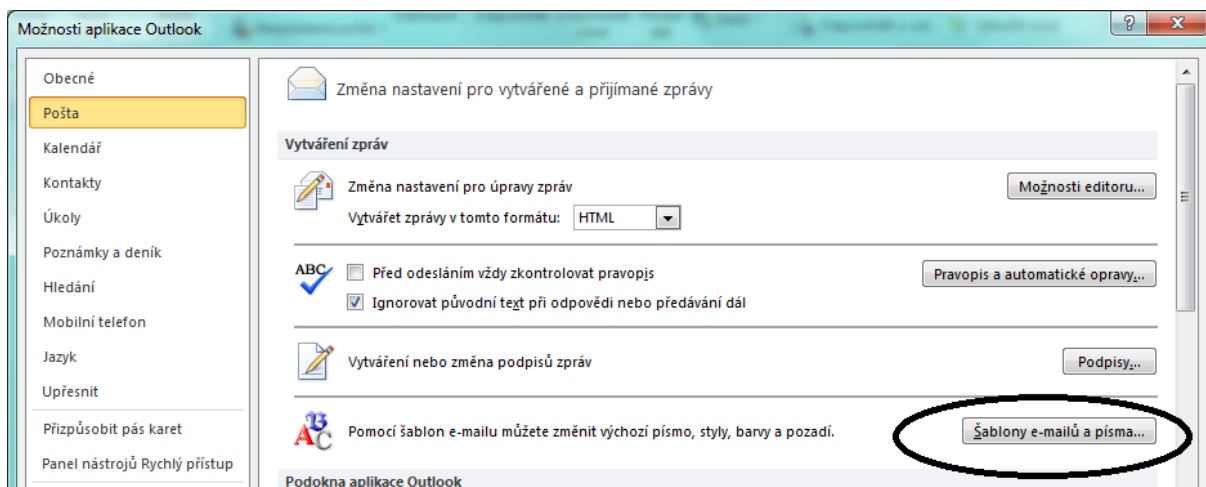 Možnosti aplikace Outlook
Obecné
Pošta
Kalendář
Kontakty
Úkoly
Poznámky a deník
Hledání
Mobilní telefon
Jazyk
Upřesnit
Přizpůsobit pás karet
Panel nástrojů Rychlý přístup
Změna nastavení pro vytvářené a přijímané zprávy
Vytváření zpráv
Změna nastavení pro úpravy zpráv
Možnosti editoru...
Vytvářet zprávy v tomto formátu: HTML
ABC
Před odesláním vždy zkontrolovat pravopis
Pravopis a automatické opravy...
Ignorovat původní text při odpovědi nebo předávání dál
Vytváření nebo změna podpisů zpráv
Podpisy...
Pomocí šablon e-mailu můžete změnit výchozí písmo, styly, barvy a pozadí.
Šablony e-mailů a písma...
Podokna aplikace Outlook